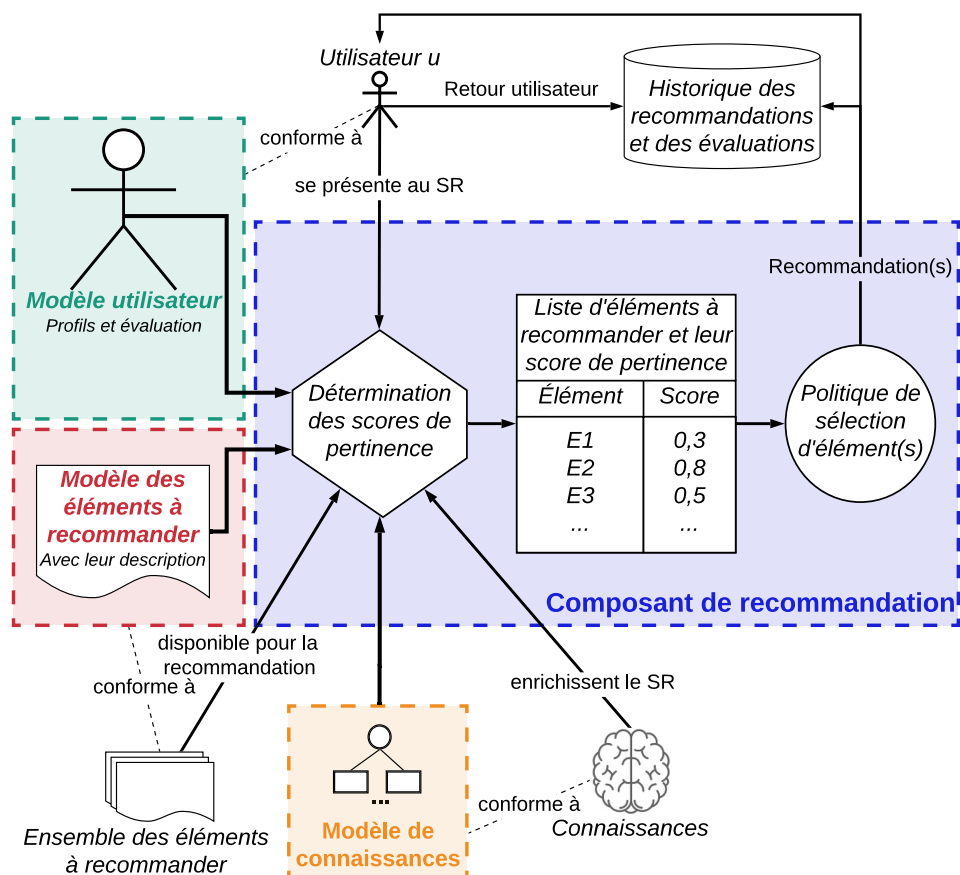 Utilisateur u
Retour utilisateur
Historique des
recommandations
et des évaluations
conforme à
se présente au SR
Recommandation(s)
Modèle utilisateur
Profils et évaluation
Liste d'éléments à
recommander et leur
score de pertinence
Élément Score
E1 0,3
E2 0,8
E3 0,5
... ...
Détermination
des scores de
pertinence
Politique de
sélection
d'élément(s)
Modèle des
éléments à
recommander
Avec leur description
Composant de recommandation
disponible pour la
recommandation
conforme à
enrichissent le SR
Ensemble des éléments
à recommander
...
Modèle de
connaissances
conforme à
Connaissances